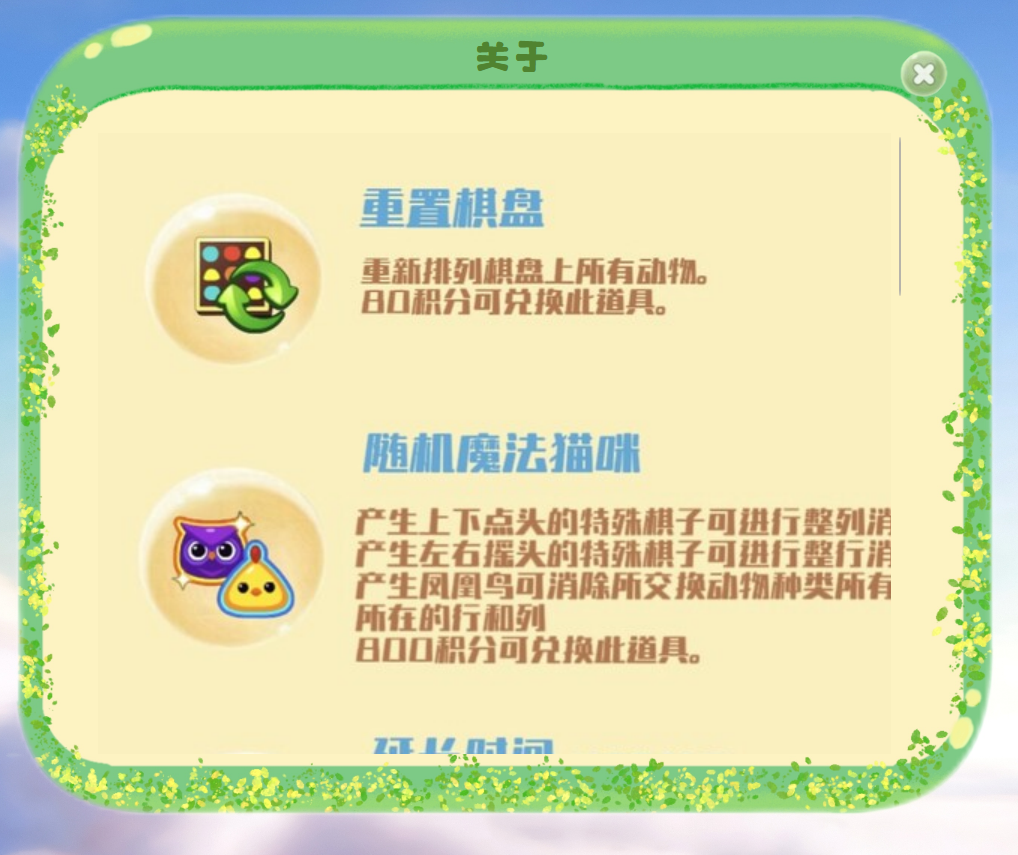 关于
重置棋盘
重新排列棋盘上所有动物。
80积分可兑换此道具。
随机魔法猫咪
产生上下点头的特殊棋子可进行整列消
产生左右摇头的特殊棋子可进行整行消
产生凤凰鸟可消除所交换动物种类所有
所在的行和列
800积分可兑换此道具。
延长时间